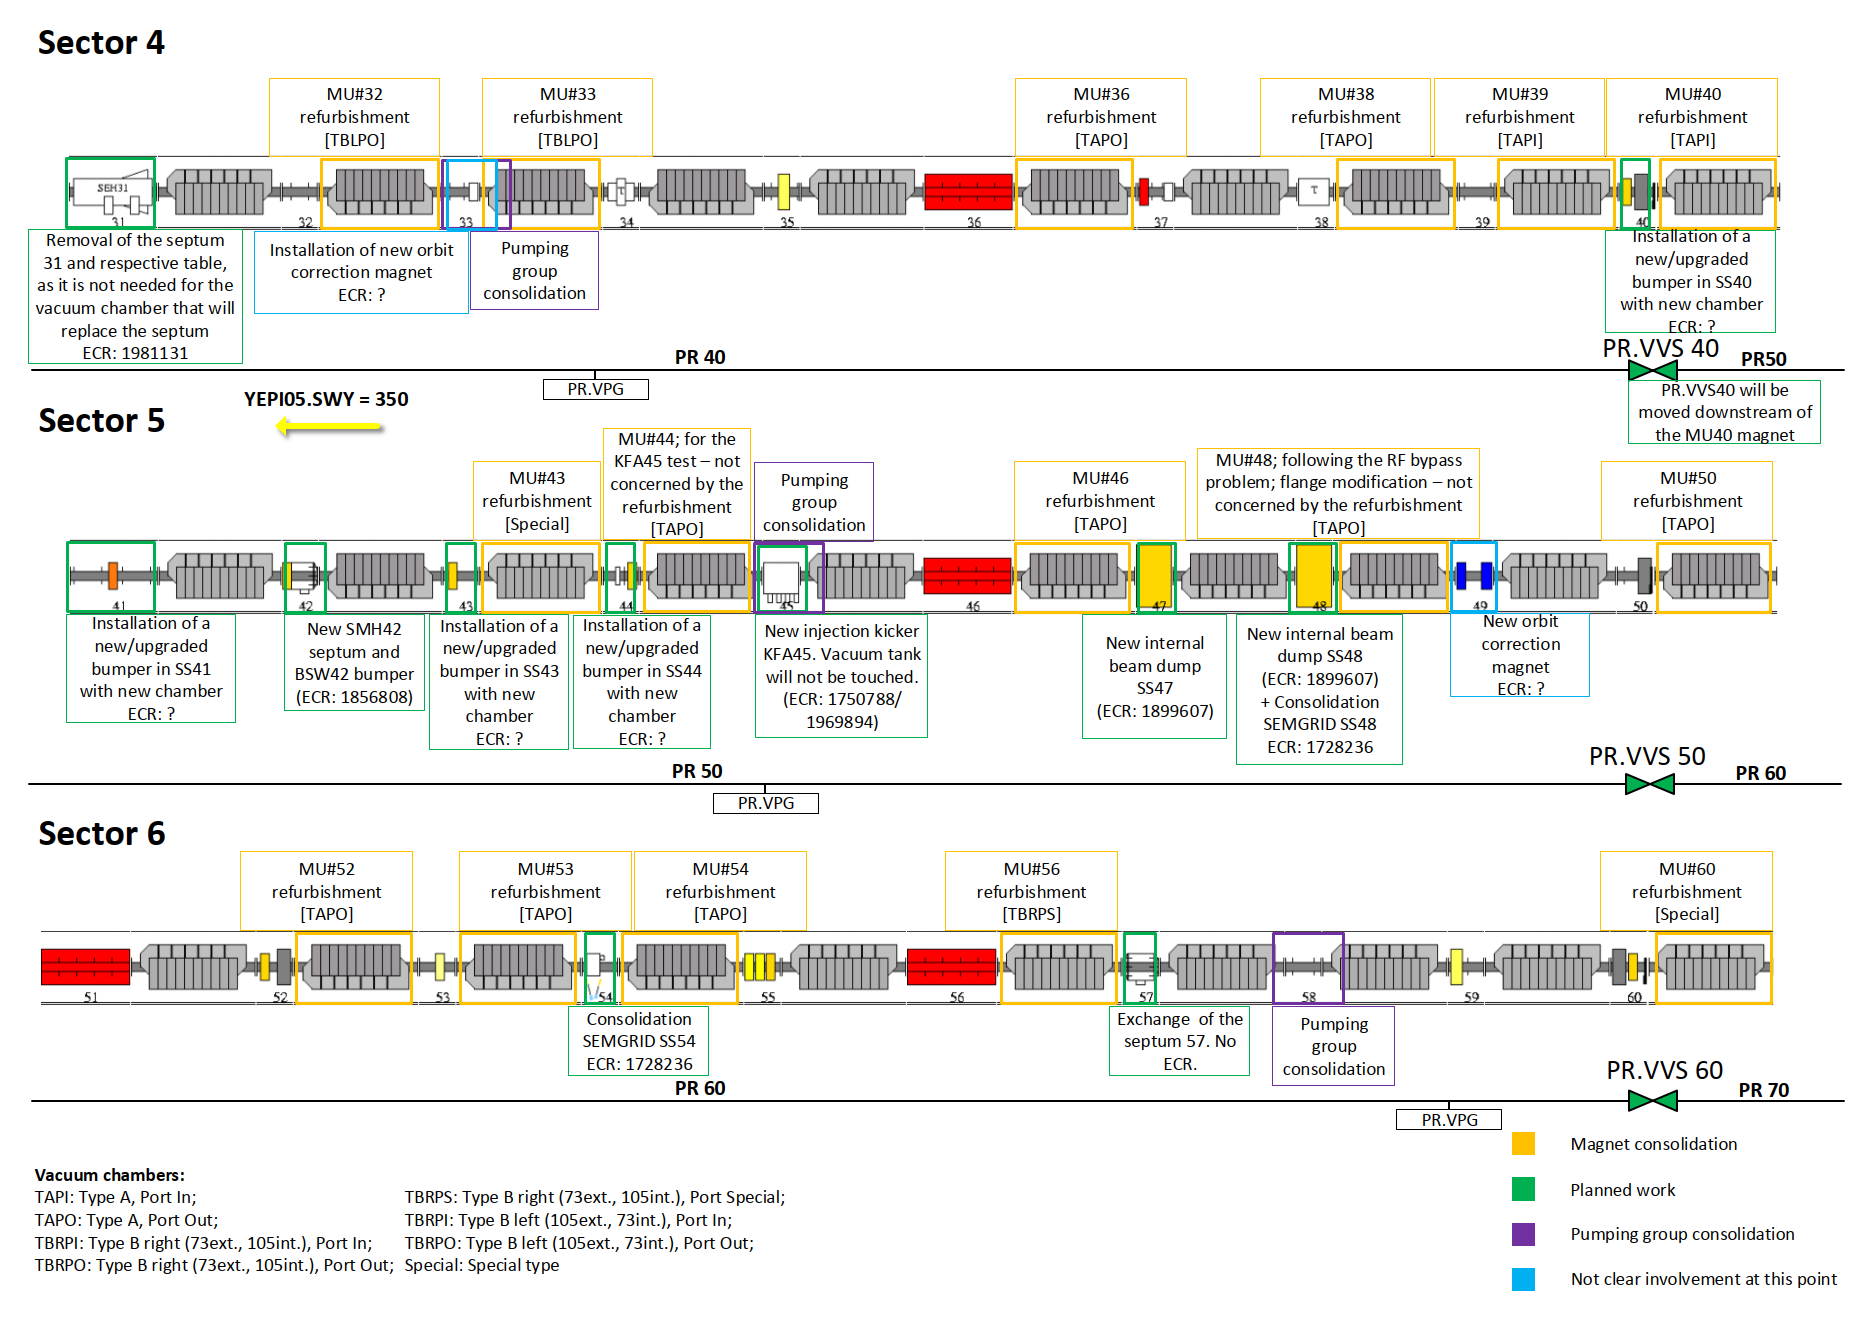 Sector 4
MU#32
refurbishment
[TBLPO]
MU#33
refurbishment
[TBLPO]
MU#36
refurbishment
[TAPO]
MU#38
refurbishment
[TAPO]
MU#39
refurbishment
[TAPI]
MU#40
refurbishment
[TAPI]
SEH31
T
T
31
32
33
34
35
36
37
38
39
40
Removal of the septum
31 and respective table,
as it is not needed for the
vacuum chamber that will
replace the septum
ECR: 1981131
Installation of new orbit
correction magnet
ECR: ?
Pumping
group
consolidation
Installation of a
new/upgraded
bumper in SS40
with new chamber
ECR: ?
PR 40
PR.VVS 40
PR50
PR.VPG
PR.VVS40 will be
moved downstream of
the MU40 magnet
Sector 5
YEPI05.SWY = 350
MU#43
refurbishment
[Special]
MU#44; for the
KFA45 test – not
concerned by the
refurbishment
[TAPO]
Pumping
group
consolidation
MU#46
refurbishment
[TAPO]
MU#48; following the RF bypass
problem; flange modification – not
concerned by the refurbishment
[TAPO]
MU#50
refurbishment
[TAPO]
41
42
43
44
45
46
47
48
49
50
Installation of a
new/upgraded
bumper in SS41
with new chamber
ECR: ?
New SMH42
septum and
BSW42 bumper
(ECR: 1856808)
Installation of a
new/upgraded
bumper in SS43
with new
chamber
ECR: ?
Installation of a
new/upgraded
bumper in SS44
with new
chamber
ECR: ?
New injection kicker
KFA45. Vacuum tank
will not be touched.
(ECR: 1750788/
1969894)
New internal
beam dump
SS47
(ECR: 1899607)
New internal beam
dump SS48
(ECR: 1899607)
+ Consolidation
SEMGRID SS48
ECR: 1728236
New orbit
correction
magnet
ECR: ?
PR 50
PR.VVS 50
PR 60
PR.VPG
Sector 6
MU#52
refurbishment
[TAPO]
MU#53
refurbishment
[TAPO]
MU#54
refurbishment
[TAPO]
MU#56
refurbishment
[TBRPS]
MU#60
refurbishment
[Special]
51
52
53
54
55
56
57
58
59
60
Consolidation
SEMGRID SS54
ECR: 1728236
Exchange of the
septum 57. No
ECR.
Pumping
group
consolidation
PR 60
PR.VVS 60
PR 70
PR.VPG
Magnet consolidation
Planned work
Pumping group consolidation
Not clear involvement at this point
Vacuum chambers:
TAPI: Type A, Port In;
TAPO: Type A, Port Out;
TBRPI: Type B right (73ext., 105int.), Port In;
TBRPO: Type B right (73ext., 105int.), Port Out;
TBRPS: Type B right (73ext., 105int.), Port Special;
TBRPI: Type B left (105ext., 73int.), Port In;
TBRPO: Type B left (105ext., 73int.), Port Out;
Special: Special type